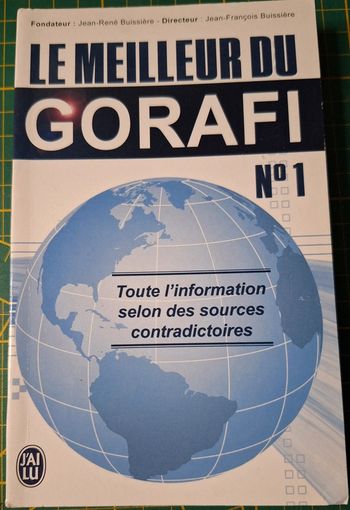 Fondateur : Jean-René Buissière - Directeur : Jean-François Buissière
LE MEILLEUR DU
GORAFI
N° 1
Toute l'information
selon des sources
contradictoires
J'AI
LU